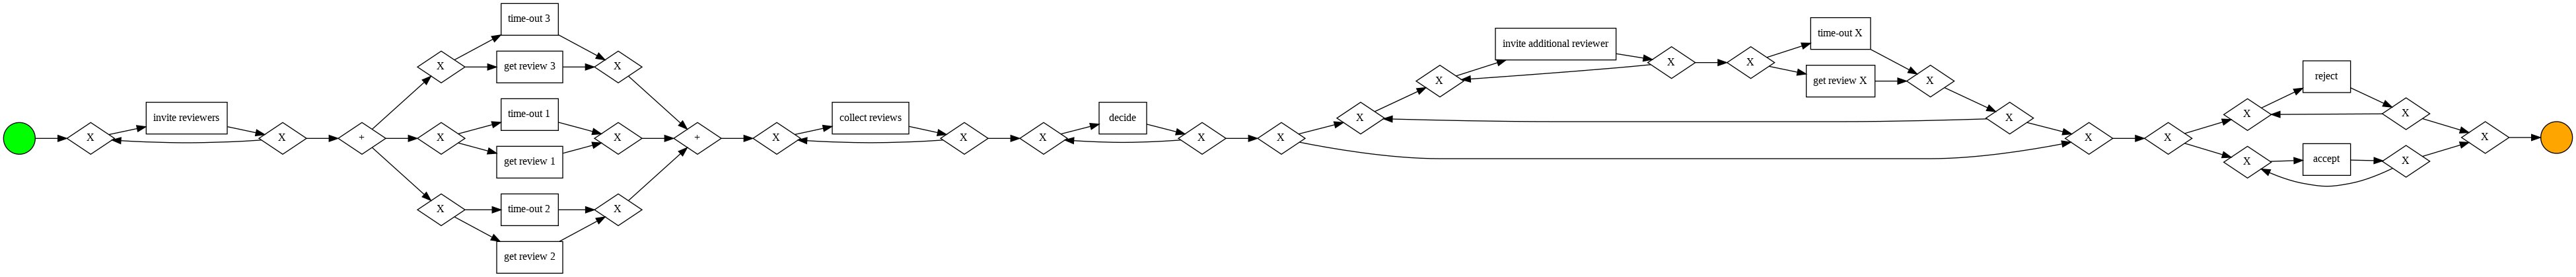 X
invite reviewers
X
+
X
time-out 3
get review 3
X
X
time-out 1
get review 1
X
X
time-out 2
get review 2
X
+
X
collect reviews
X
X
decide
X
X
X
X
invite additional reviewer
X
X
time-out X
get review X
X
X
X
X
X
reject
X
X
accept
X
X